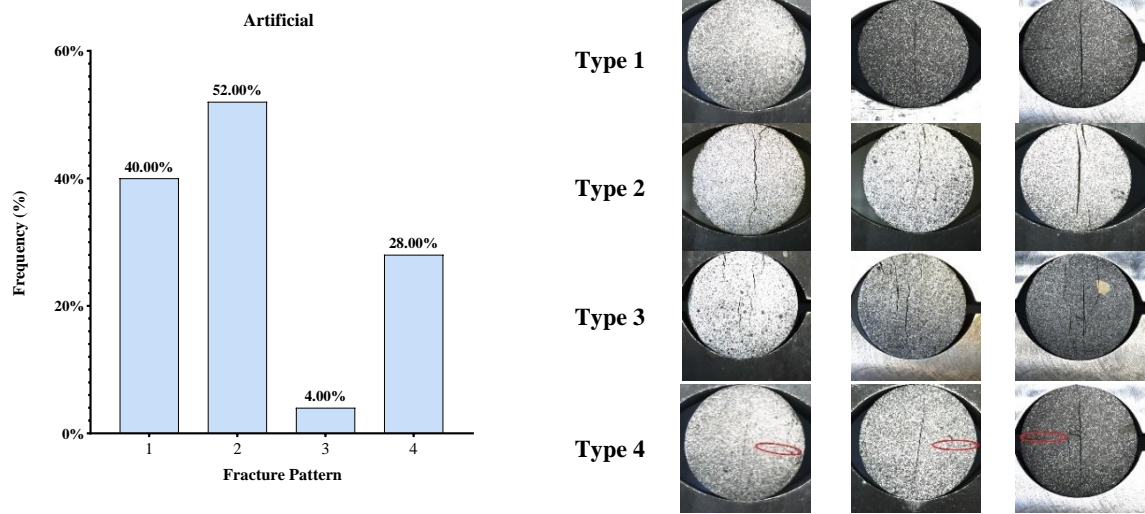 Artificial
Frequency (%)
60%
40%
20%
0%
40.00%
52.00%
4.00%
28.00%
1
2
3
4
Fracture Pattern
Type 1
Type 2
Type 3
Type 4